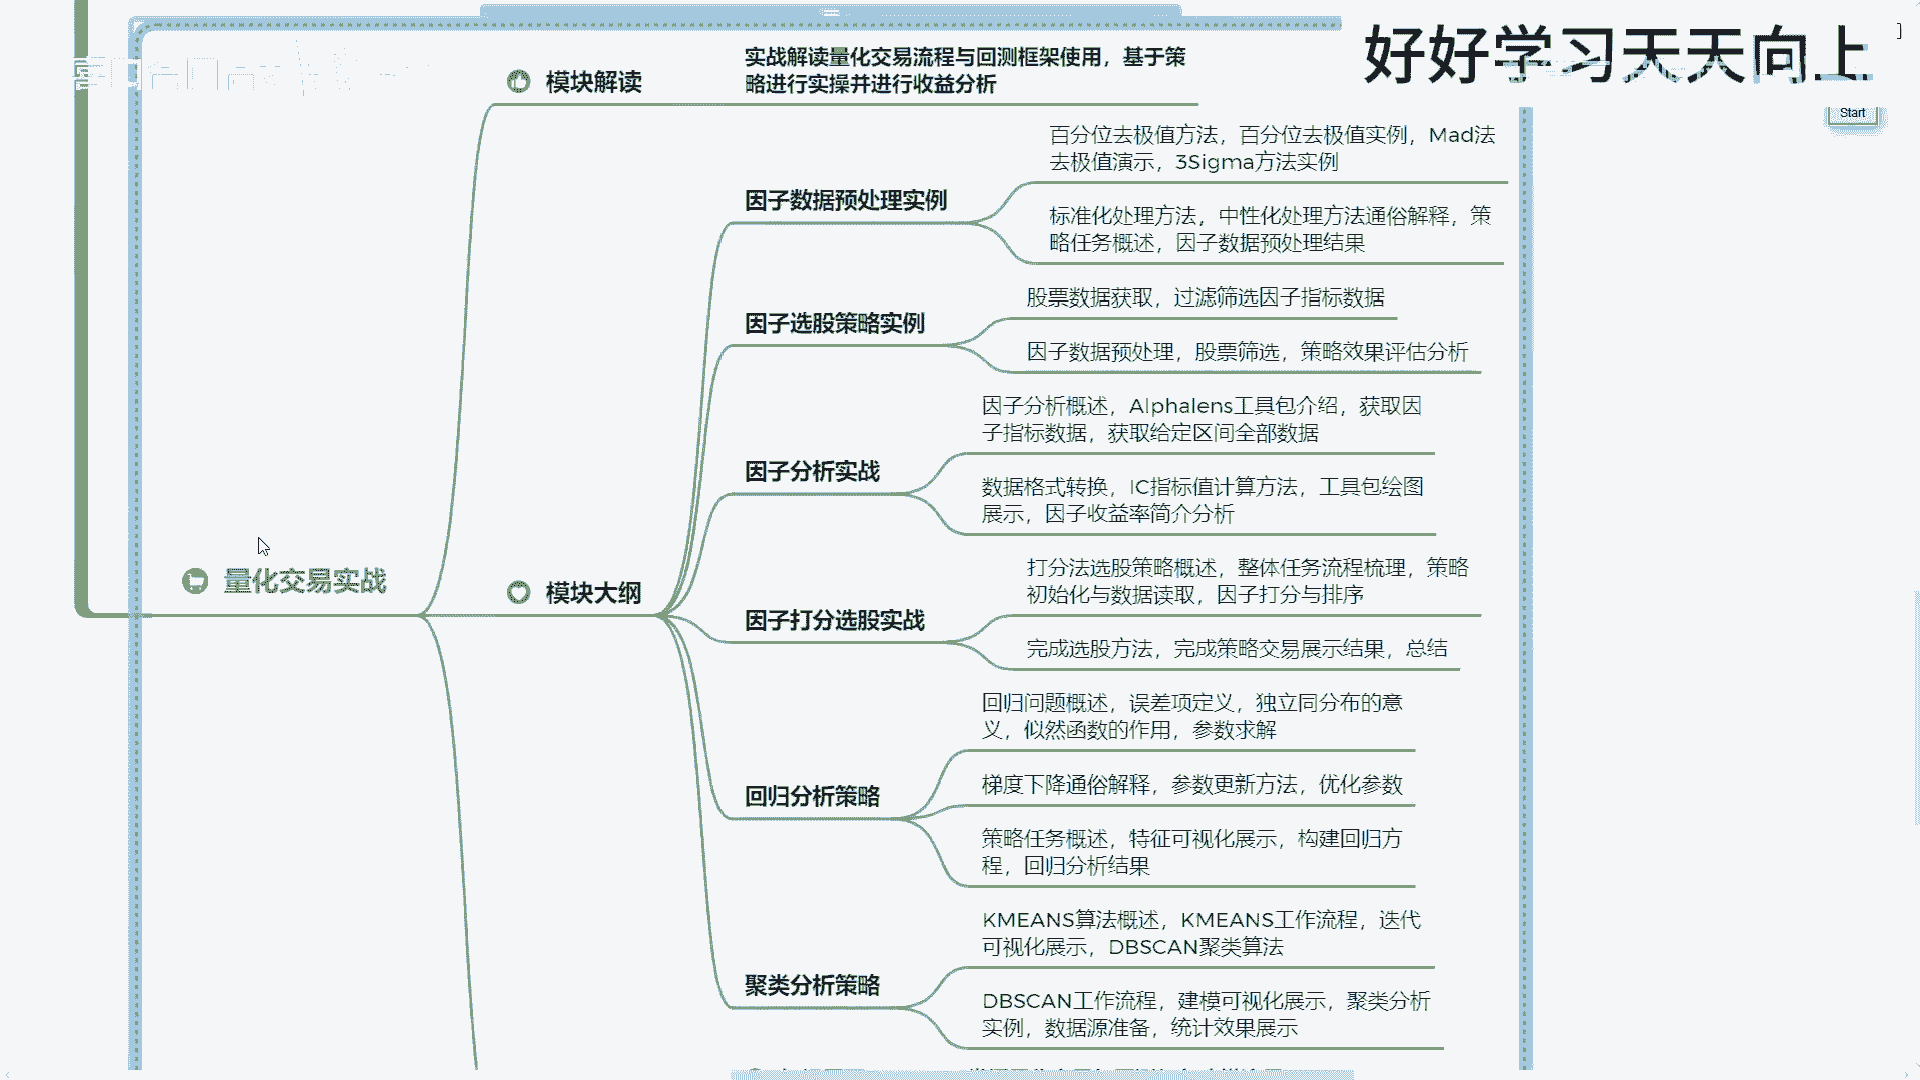 好好学习天天向上
Start
模块解读
实战解读量化交易流程与回测框架使用，基于策
略进行实操并进行收益分析
因子数据预处理实例
百分位去极值方法，百分位去极值实例，Mad法
去极值演示，3Sigma方法实例
标准化处理方法，中性化处理方法通俗解释，策
略任务概述，因子数据预处理结果
因子选股策略实例
股票数据获取，过滤筛选因子指标数据
因子数据预处理，股票筛选，策略效果评估分析
因子分析实战
因子分析概述，Alphalens工具包介绍，获取因
子指标数据，获取给定区间全部数据
数据格式转换，IC指标值计算方法，工具包绘图
展示，因子收益率简介分析
量化交易实战
模块大纲
因子打分选股实战
打分法选股策略概述，整体任务流程梳理，策略
初始化与数据读取，因子打分与排序
完成选股方法，完成策略交易展示结果，总结
回归分析策略
回归问题概述，误差项定义，独立同分布的意
义，似然函数的作用，参数求解
梯度下降通俗解释，参数更新方法，优化参数
策略任务概述，特征可视化展示，构建回归方
程，回归分析结果
聚类分析策略
KMEANS算法概述，KMEANS工作流程，迭代
可视化展示，DBSCAN聚类算法
DBSCAN工作流程，建模可视化展示，聚类分析
实例，数据源准备，统计效果展示